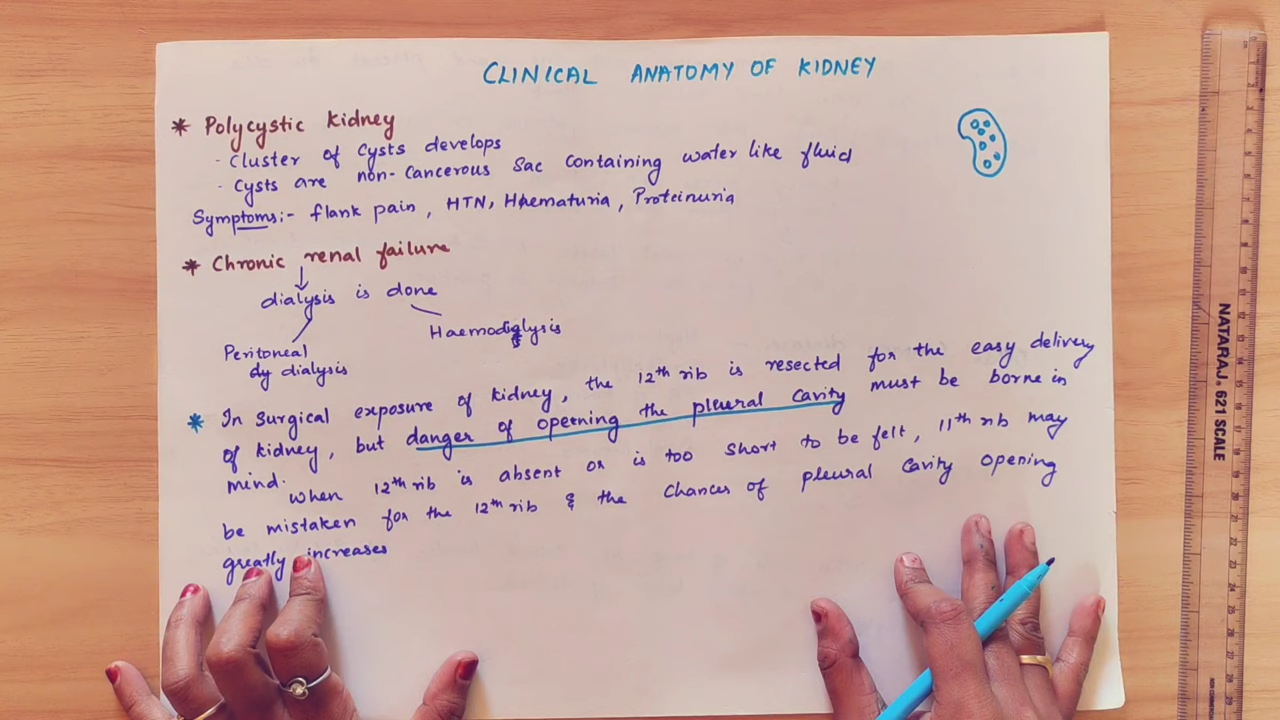 CLINICAL ANATOMY OF KIDNEY
* Polycystic Kidney
- Cluster of Cysts develops
- Cysts are non-Cancerous Sac Containing water like fluid
Symptoms:- flank pain, HTN, Haematuria, Proteinuria
* Chronic renal failure
dialysis is done
Haemodialysis
Peritoneal
dialysis
* In Surgical exposure of kidney, the 12th rib is resected for the easy delivery
of kidney, but danger of opening the pleural Cavity must be borne in
mind.
When 12th rib is absent or is too short to be felt, 11th rib may
be mistaken for the 12th rib & the Chances of pleural Cavity opening
greatly increases
NATARAJ® 621 SCALE